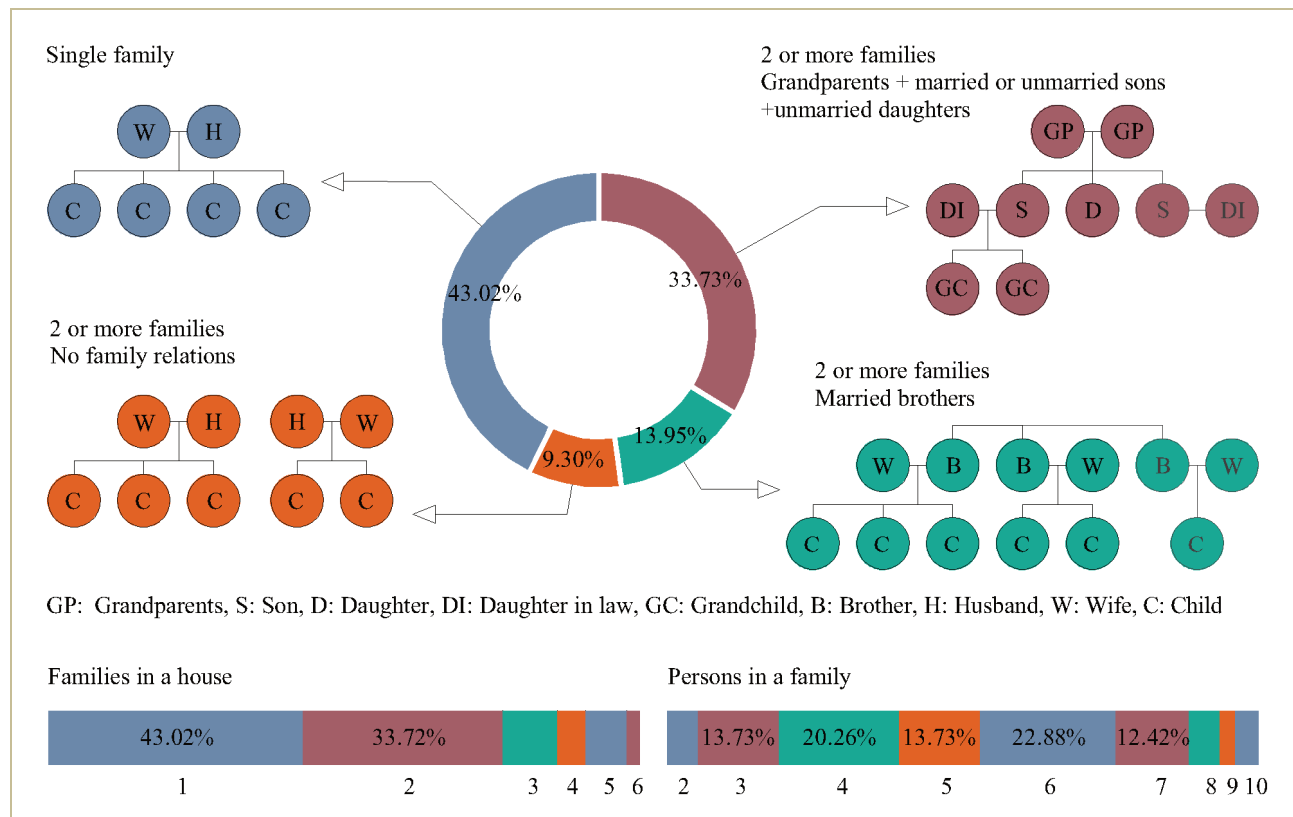 Single family
W H
C C C C
2 or more families
Grandparents + married or unmarried sons
+unmarried daughters
GP GP
DI S D S DI
GC GC
43.02%
33.73%
13.95%
9.30%
2 or more families
No family relations
W H H W
C C C C C
2 or more families
Married brothers
W B B W B W
C C C C C C
GP: Grandparents, S: Son, D: Daughter, DI: Daughter in law, GC: Grandchild, B: Brother, H: Husband, W: Wife, C: Child
Families in a house
43.02% 33.72%
1 2 3 4 5 6
Persons in a family
13.73% 20.26% 13.73% 22.88% 12.42%
2 3 4 5 6 7 8 9 10